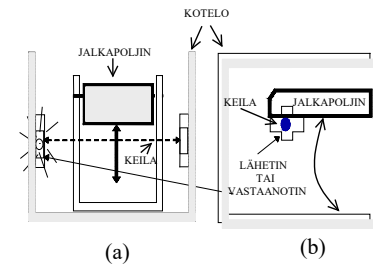 KOTELO
JALKAPOLJIN
KEILA
KEILA
JALKAPOLJIN
LÄHETIN
TAI
VASTAANOTIN
(a)
(b)